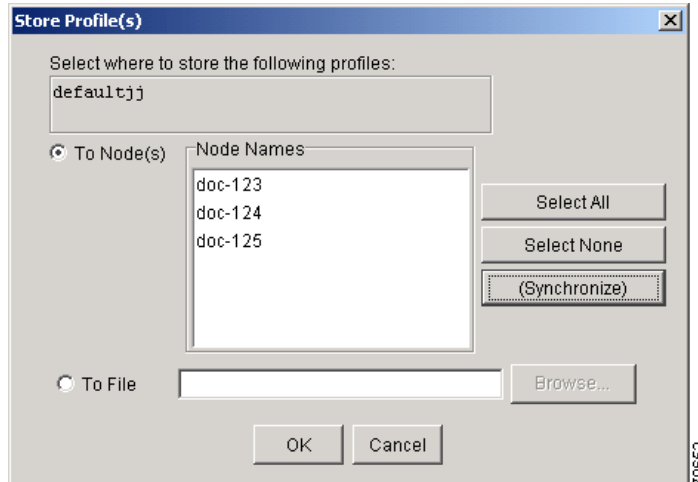 Store Profile(s)
Select where to store the following profiles:
defaultjj
To Node(s)
Node Names
doc-123
doc-124
doc-125
Select All
Select None
(Synchronize)
To File
Browse...
OK
Cancel